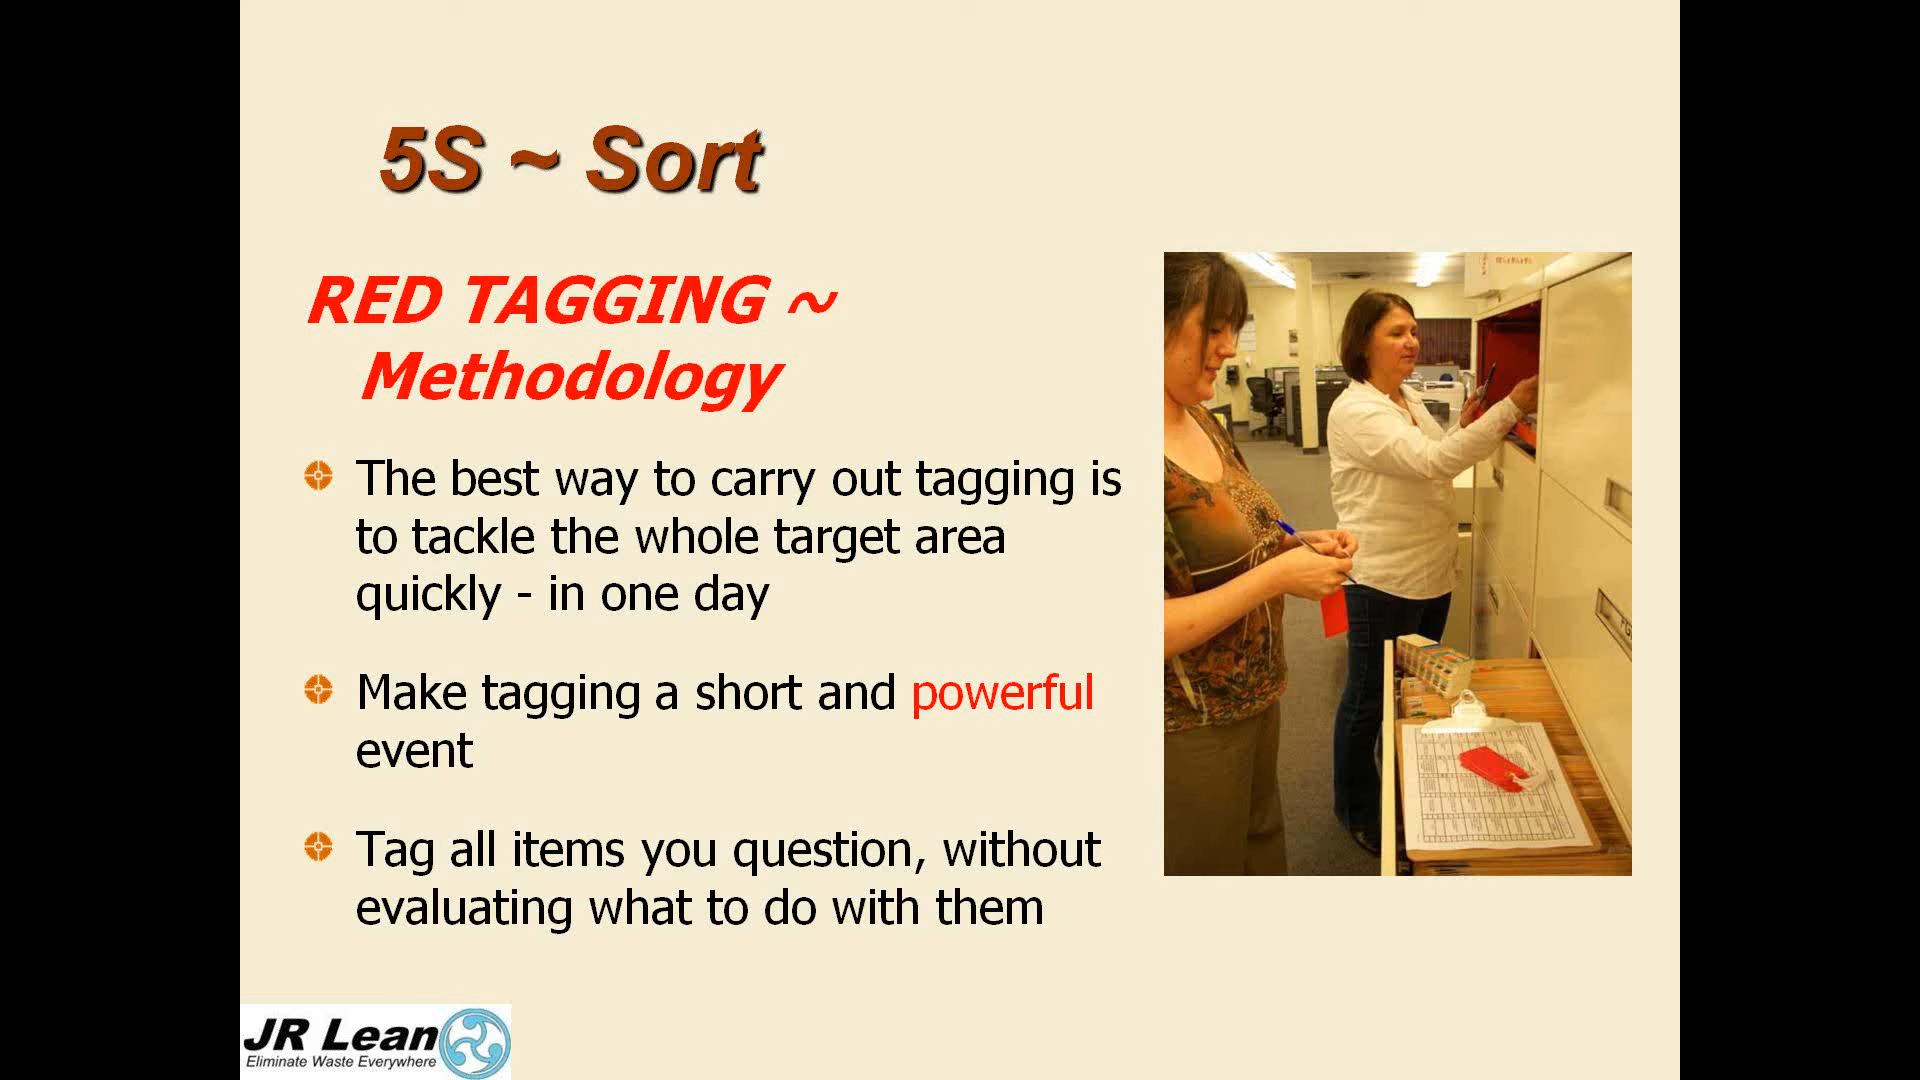 5S ~ Sort
RED TAGGING ~
Methodology
The best way to carry out tagging is
to tackle the whole target area
quickly - in one day
Make tagging a short and powerful
event
Tag all items you question, without
evaluating what to do with them
JR Lean
Eliminate Waste Everywhere